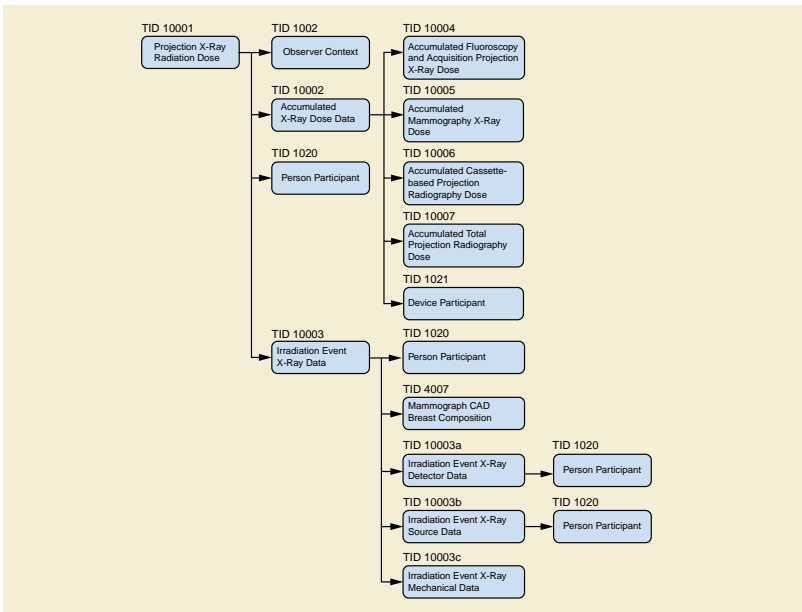 TID 10001
Projection X-Ray
Radiation Dose
TID 1002
Observer Context
TID 10002
Accumulated
X-Ray Dose Data
TID 1020
Person Participant
TID 10004
Accumulated Fluoroscopy
and Acquisition Projection
X-Ray Dose
TID 10005
Accumulated
Mammography X-Ray
Dose
TID 10006
Accumulated Cassette-
based Projection
Radiography Dose
TID 10007
Accumulated Total
Projection Radiography
Dose
TID 1021
Device Participant
TID 10003
Irradiation Event
X-Ray Data
TID 1020
Person Participant
TID 4007
Mammograph CAD
Breast Composition
TID 10003a
Irradiation Event X-Ray
Detector Data
TID 1020
Person Participant
TID 10003b
Irradiation Event X-Ray
Source Data
TID 1020
Person Participant
TID 10003c
Irradiation Event X-Ray
Mechanical Data